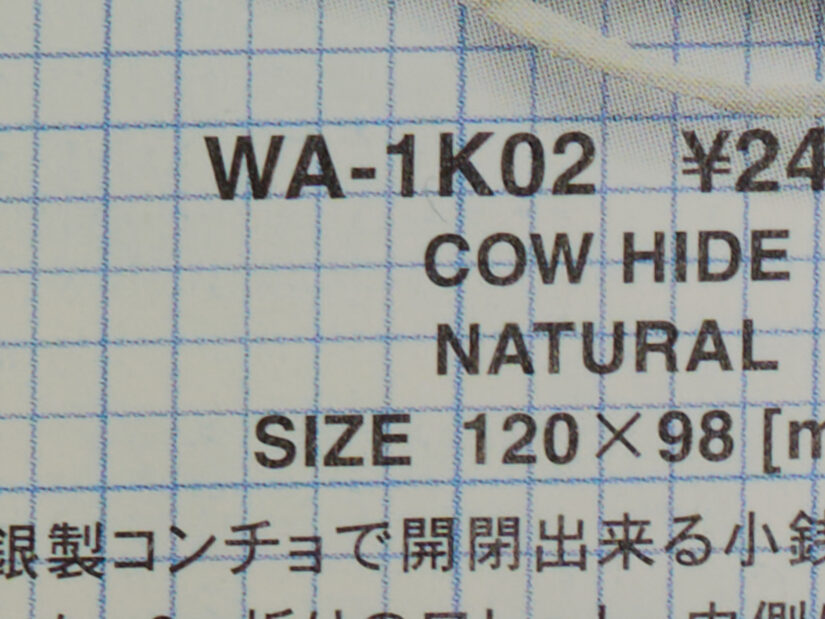 WA-1K02 ¥24
COW HIDE
NATURAL
SIZE 120×98 [m
銀製コンチョで開閉出来る小銭